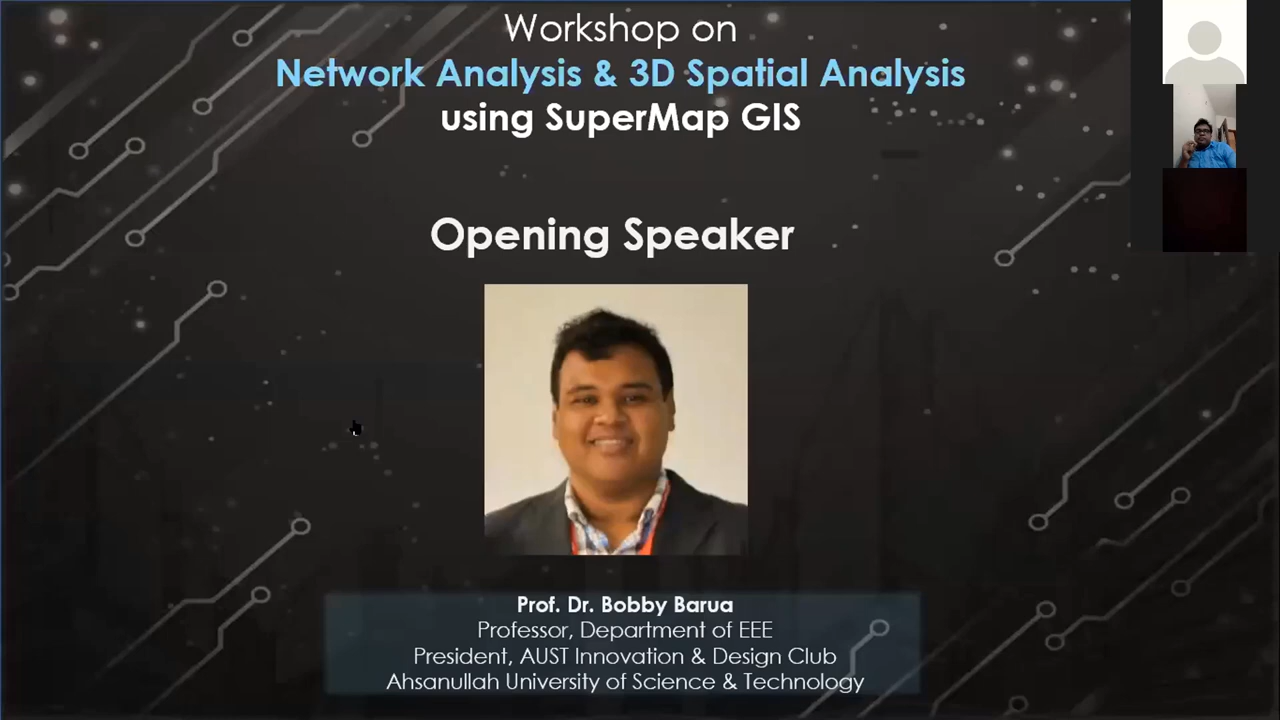 Workshop on
Network Analysis & 3D Spatial Analysis
using SuperMap GIS
Opening Speaker
Prof. Dr. Bobby Barua
Professor, Department of EEE
President, AUST Innovation & Design Club
Ahsanullah University of Science & Technology